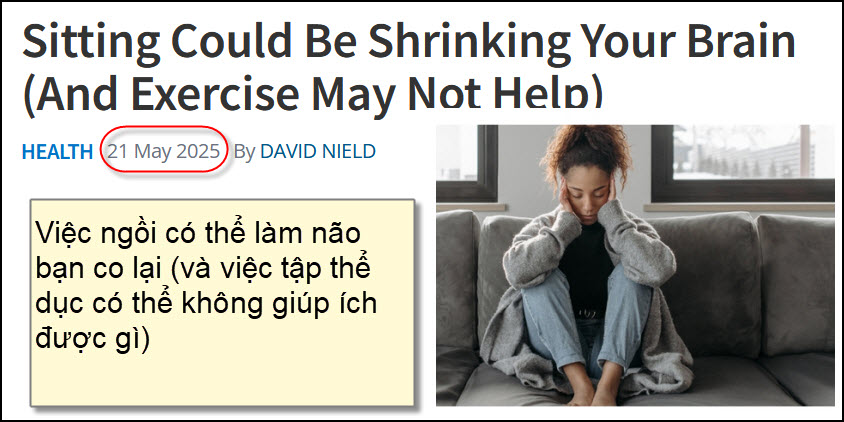 Sitting Could Be Shrinking Your Brain
(And Exercise May Not Help)
HEALTH 21 May 2025 By DAVID NIELD
Việc ngồi có thể làm não
bạn co lại (và việc tập thể
dục có thể không giúp ích
được gì)